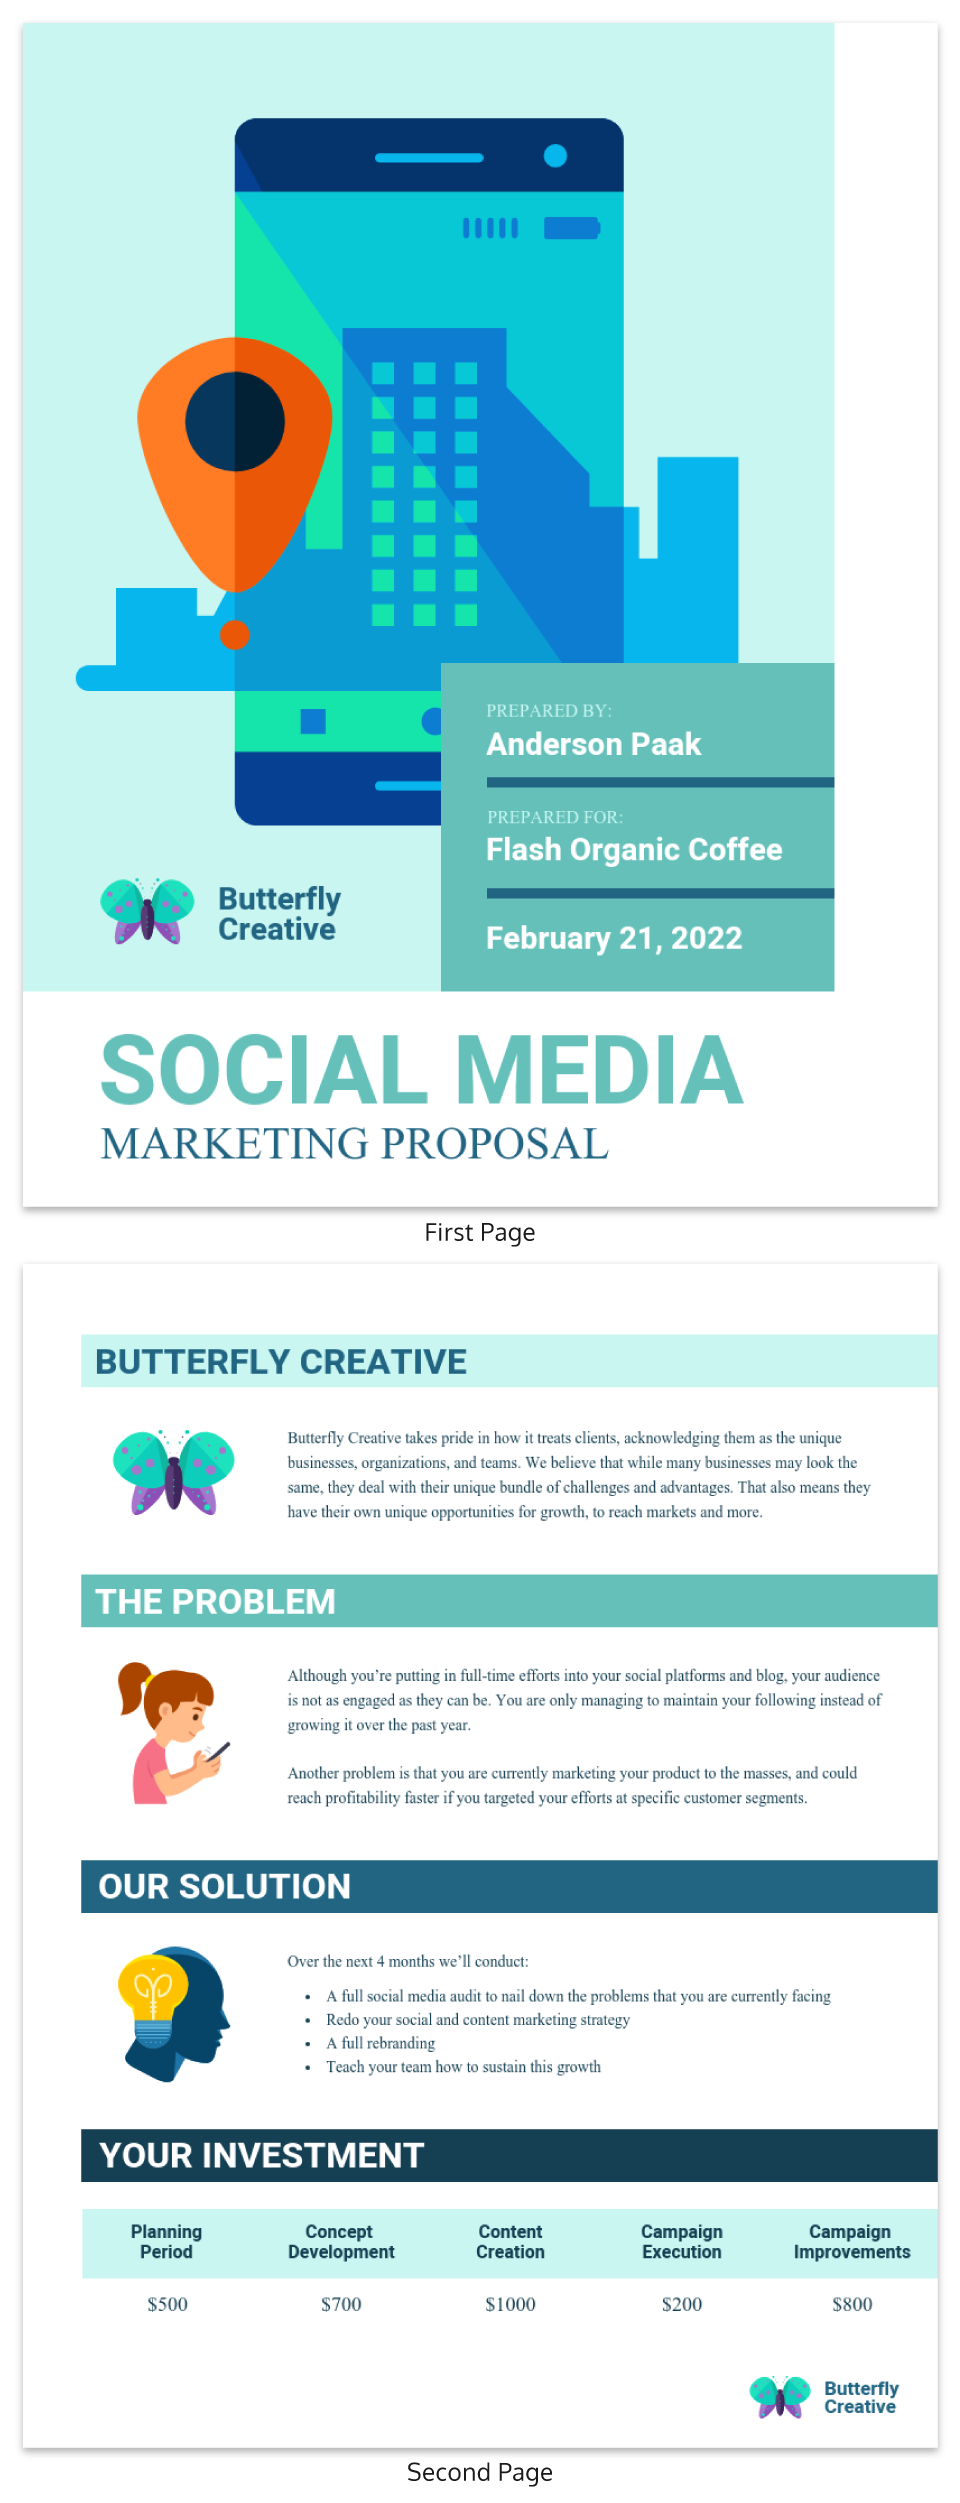 PREPARED BY:
Anderson Paak
PREPARED FOR:
Flash Organic Coffee
February 21, 2022
Butterfly
Creative
SOCIAL MEDIA
MARKETING PROPOSAL
First Page
BUTTERFLY CREATIVE
Butterfly Creative takes pride in how it treats clients, acknowledging them as the unique
businesses, organizations, and teams. We believe that while many businesses may look the
same, they deal with their unique bundle of challenges and advantages. That also means they
have their own unique opportunities for growth, to reach markets and more.
THE PROBLEM
Although you’re putting in full-time efforts into your social platforms and blog, your audience
is not as engaged as they can be. You are only managing to maintain your following instead of
growing it over the past year.
Another problem is that you are currently marketing your product to the masses, and could
reach profitability faster if you targeted your efforts at specific customer segments.
OUR SOLUTION
Over the next 4 months we’ll conduct:
• A full social media audit to nail down the problems that you are currently facing
• Redo your social and content marketing strategy
• A full rebranding
• Teach your team how to sustain this growth
YOUR INVESTMENT
Planning Period
Concept Development
Content Creation
Campaign Execution
Campaign Improvements
$500 $700 $1000 $200 $800
Butterfly
Creative
Second Page